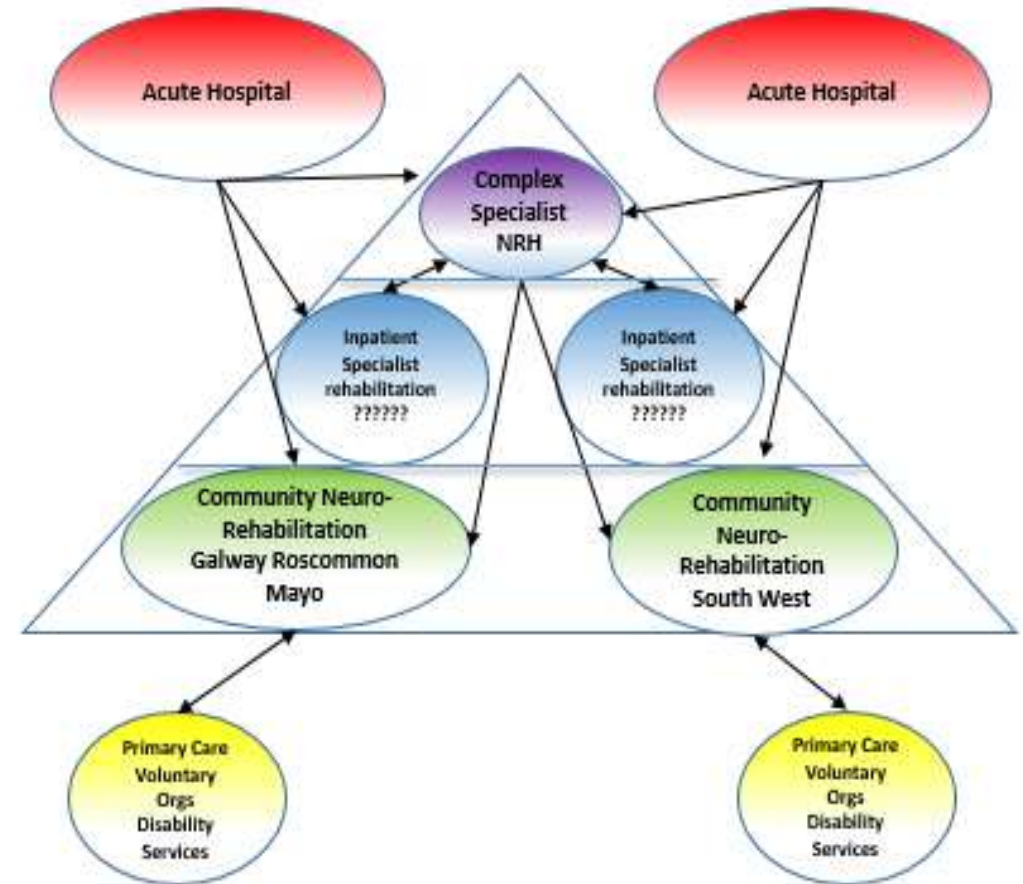 Acute Hospital
Acute Hospital
Complex
Specialist
NRH
Inpatient
Specialist
rehabilitation
??????
Inpatient
Specialist
rehabilitation
??????
Community Neuro-
Rehabilitation
Galway Roscommon
Mayo
Community
Neuro-
Rehabilitation
South West
Primary Care
Voluntary
Orgs
Disability
Services
Primary Care
Voluntary
Orgs
Disability
Services